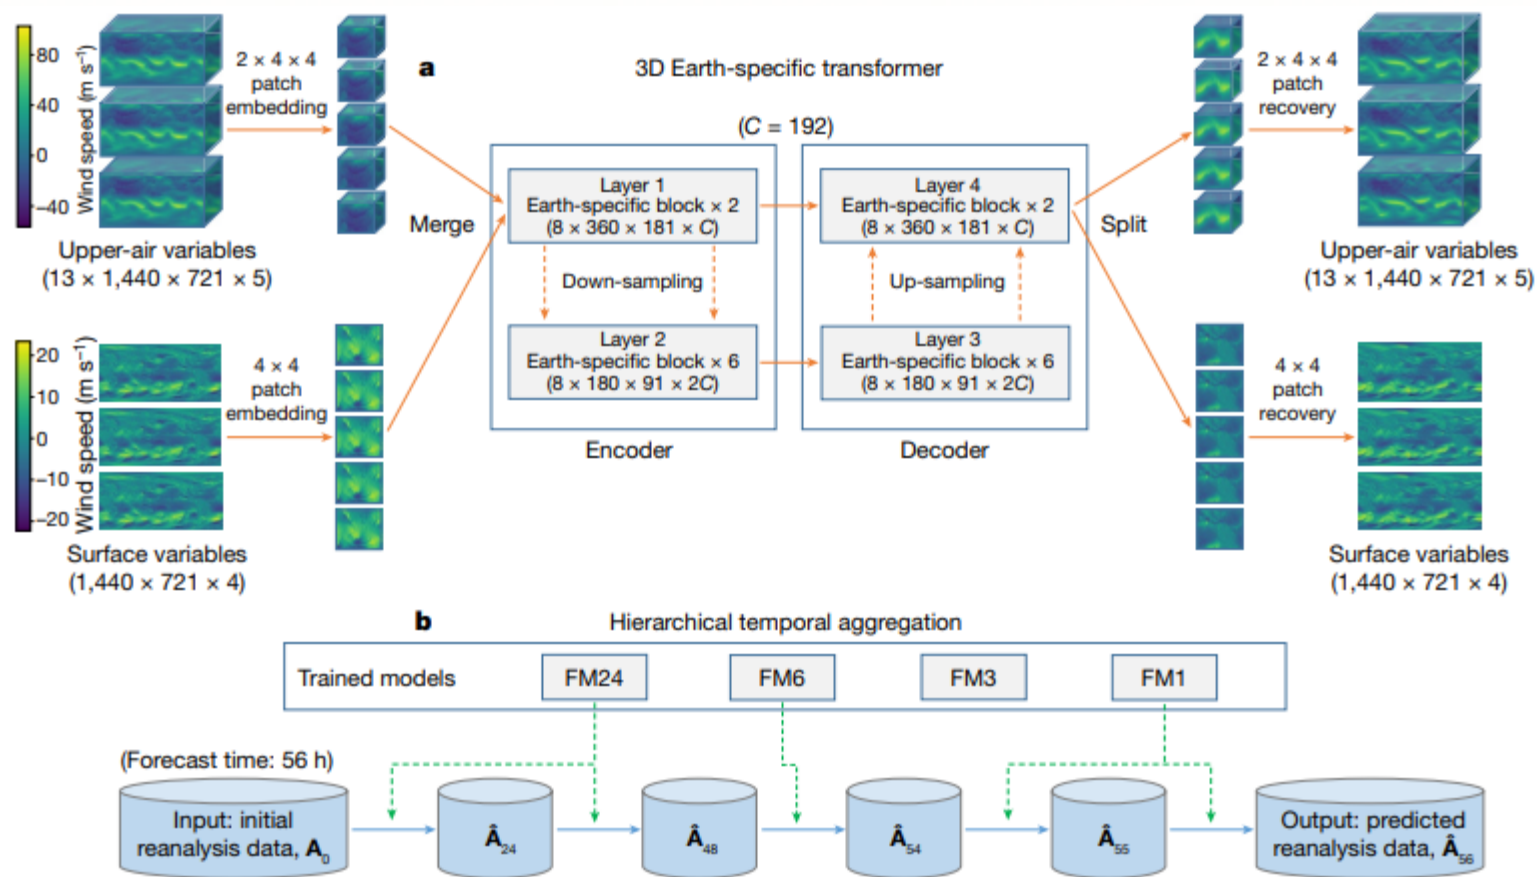 a
3D Earth-specific transformer
80
40
0
−40
Wind speed (m s⁻¹)
2 × 4 × 4
patch
embedding
Upper-air variables
(13 × 1,440 × 721 × 5)
20
10
0
−10
−20
Wind speed (m s⁻¹)
4 × 4
patch
embedding
Surface variables
(1,440 × 721 × 4)
Merge
(C = 192)
Layer 1
Earth-specific block × 2
(8 × 360 × 181 × C)
Down-sampling
Layer 2
Earth-specific block × 6
(8 × 180 × 91 × 2C)
Encoder
Layer 4
Earth-specific block × 2
(8 × 360 × 181 × C)
Up-sampling
Layer 3
Earth-specific block × 6
(8 × 180 × 91 × 2C)
Decoder
Split
2 × 4 × 4
patch
recovery
Upper-air variables
(13 × 1,440 × 721 × 5)
4 × 4
patch
recovery
Surface variables
(1,440 × 721 × 4)
b
Hierarchical temporal aggregation
Trained models
FM24
FM6
FM3
FM1
(Forecast time: 56 h)
Input: initial
reanalysis data, A₀
Â₂₄
Â₄₈
Â₅₄
Â₅₅
Output: predicted
reanalysis data, Â₅₆